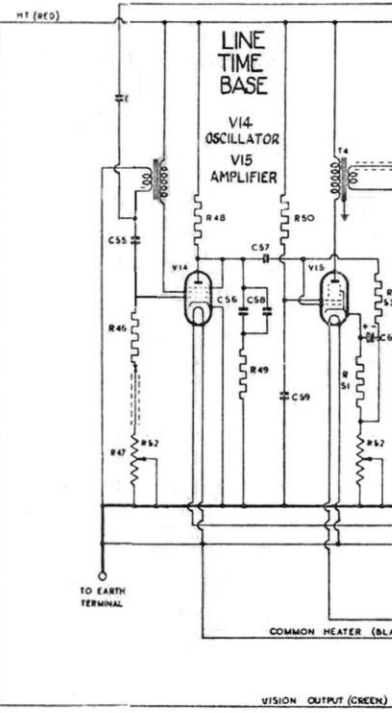 HT (RED)
LINE
TIME
BASE
V14
OSCILLATOR
V15
AMPLIFIER
T4
R48
R50
C55
C57
V14
V15
C56
C58
R46
R49
C59
R
51
R47
R52
R52
TO EARTH
TERMINAL
COMMON HEATER (BLA
VISION OUTPUT (GREEN)